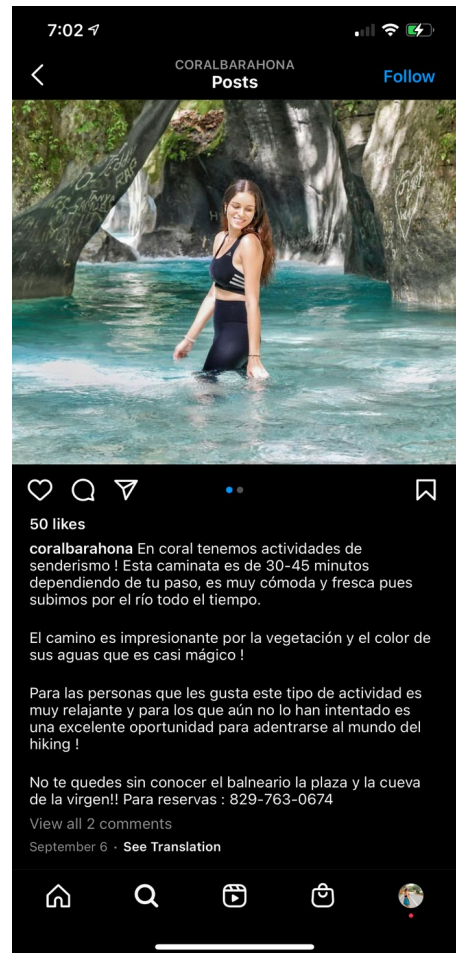 7:02
CORALBARAHONA
Posts
Follow
50 likes
coralbarahona En coral tenemos actividades de
senderismo ! Esta caminata es de 30-45 minutos
dependiendo de tu paso, es muy cómoda y fresca pues
subimos por el río todo el tiempo.
El camino es impresionante por la vegetación y el color de
sus aguas que es casi mágico !
Para las personas que les gusta este tipo de actividad es
muy relajante y para los que aún no lo han intentado es
una excelente oportunidad para adentrarse al mundo del
hiking !
No te quedes sin conocer el balneario la plaza y la cueva
de la virgen!! Para reservas : 829-763-0674
View all 2 comments
September 6 · See Translation